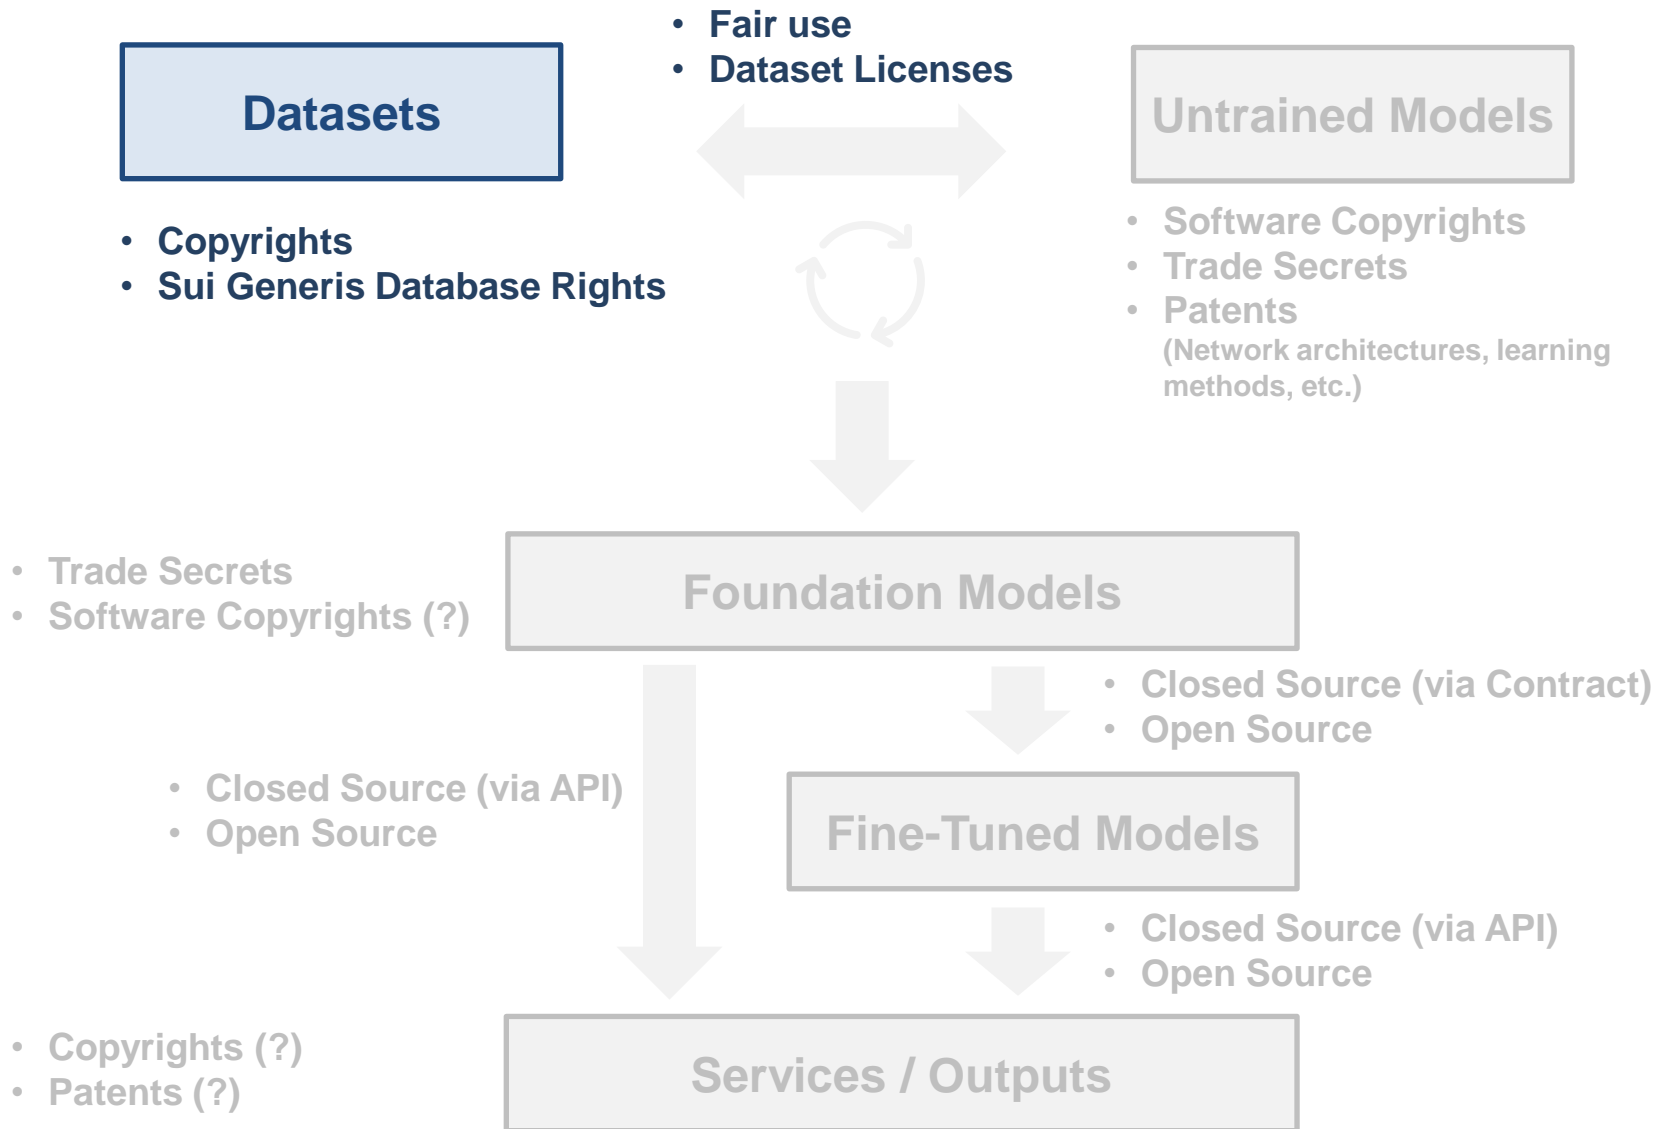 • Fair use
• Dataset Licenses
Datasets
Untrained Models
• Copyrights
• Sui Generis Database Rights
• Software Copyrights
• Trade Secrets
• Patents
(Network architectures, learning
methods, etc.)
• Trade Secrets
• Software Copyrights (?)
Foundation Models
• Closed Source (via Contract)
• Open Source
• Closed Source (via API)
• Open Source
Fine-Tuned Models
• Closed Source (via API)
• Open Source
• Copyrights (?)
• Patents (?)
Services / Outputs